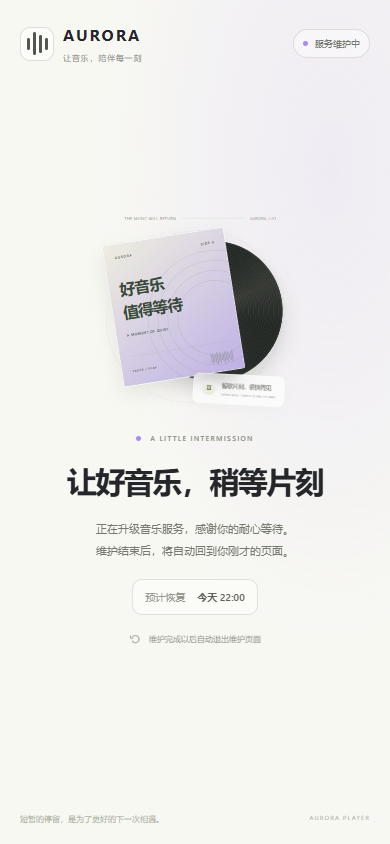 AURORA
让音乐，陪伴每一刻
服务维护中
THE MUSIC WILL RETURN
AURORA
SIDE A
好音乐
值得等待
A MOMENT OF QUIET
A LITTLE INTERMISSION
让好音乐，稍等片刻
正在升级音乐服务，感谢你的耐心等待。
维护结束后，将自动回到你刚才的页面。
预计恢复 今天 22:00
维护完成以后自动退出维护页面
短暂的停留，是为了更好的下一次相遇。
AURORA PLAYER